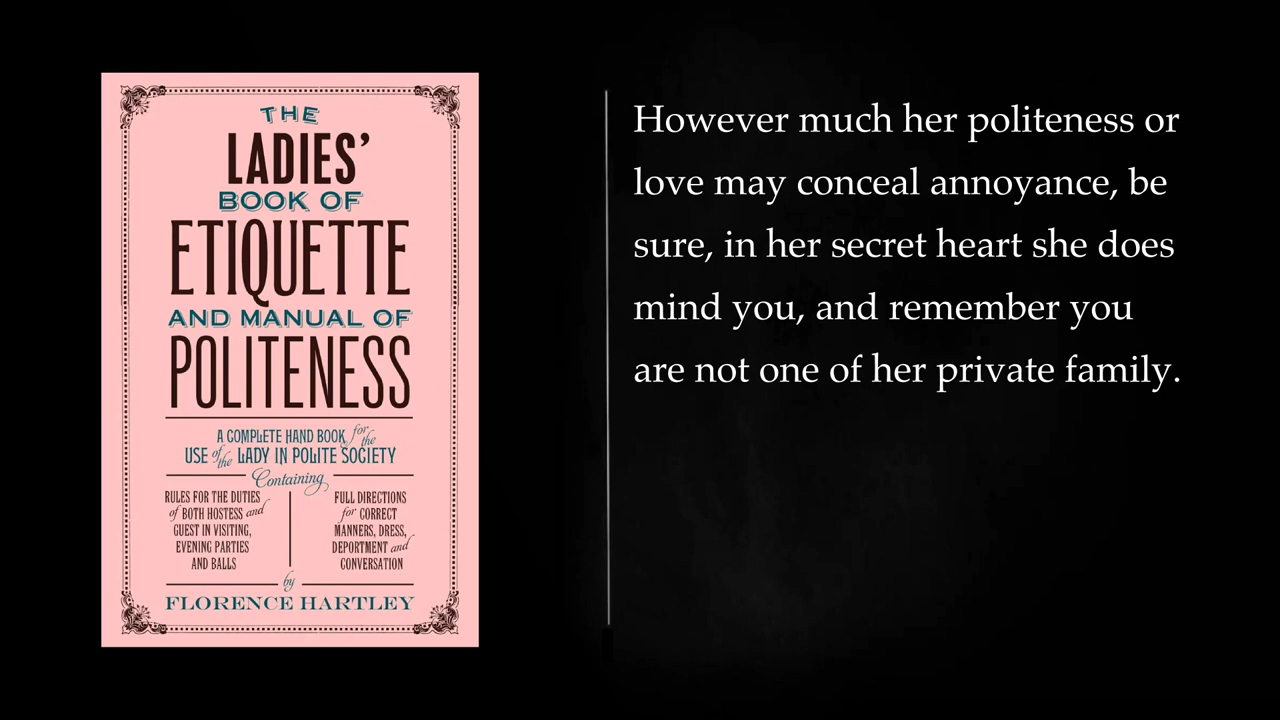 THE
LADIES'
BOOK OF
ETIQUETTE
AND MANUAL OF
POLITENESS
A COMPLETE HAND BOOK for the
USE of the LADY IN POLITE SOCIETY
Containing
RULES FOR THE DUTIES
of BOTH HOSTESS and
GUEST IN VISITING,
EVENING PARTIES
AND BALLS
FULL DIRECTIONS
for CORRECT
MANNERS, DRESS,
DEPORTMENT and
CONVERSATION
by
FLORENCE HARTLEY
However much her politeness or
love may conceal annoyance, be
sure, in her secret heart she does
mind you, and remember you
are not one of her private family.